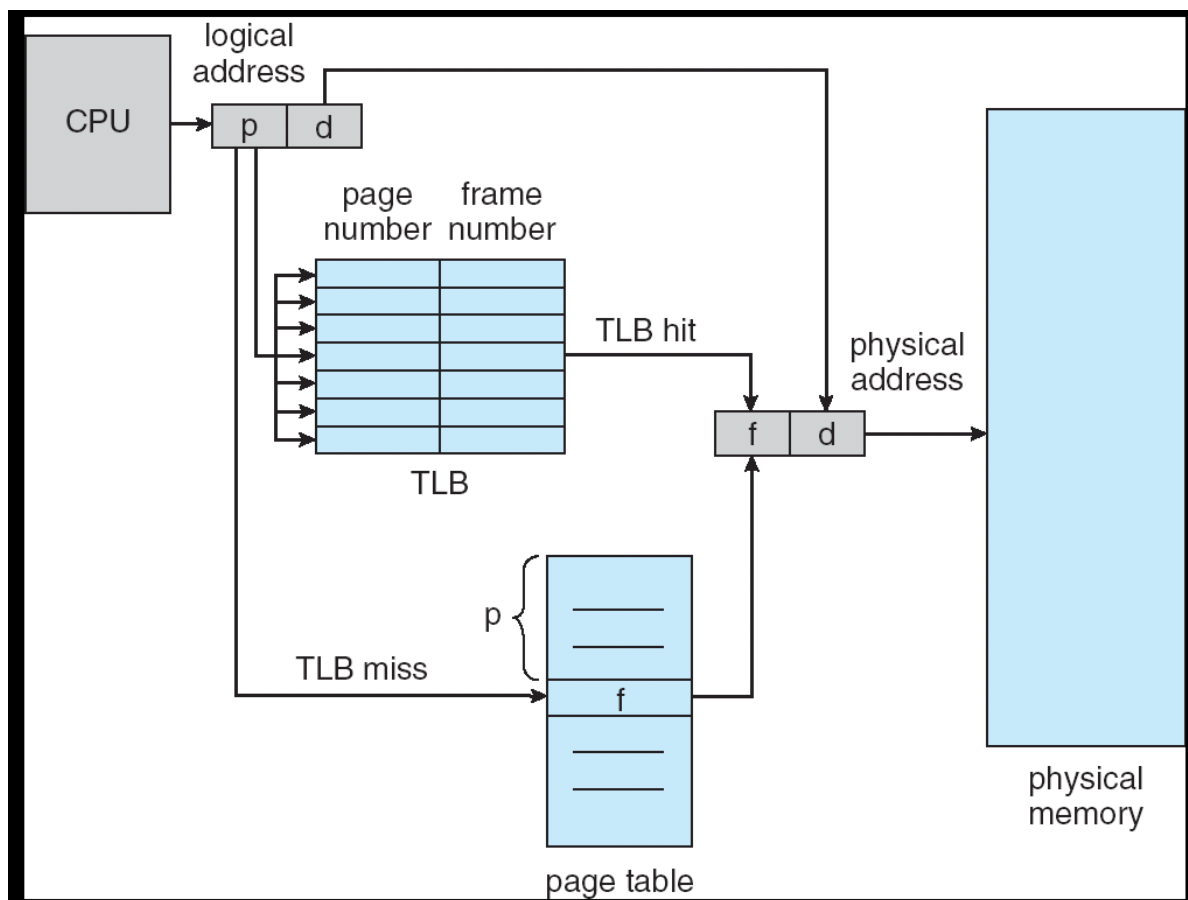 logical
address
CPU
p
d
page
number
frame
number
TLB hit
physical
address
f
d
TLB
p
TLB miss
f
physical
memory
page table